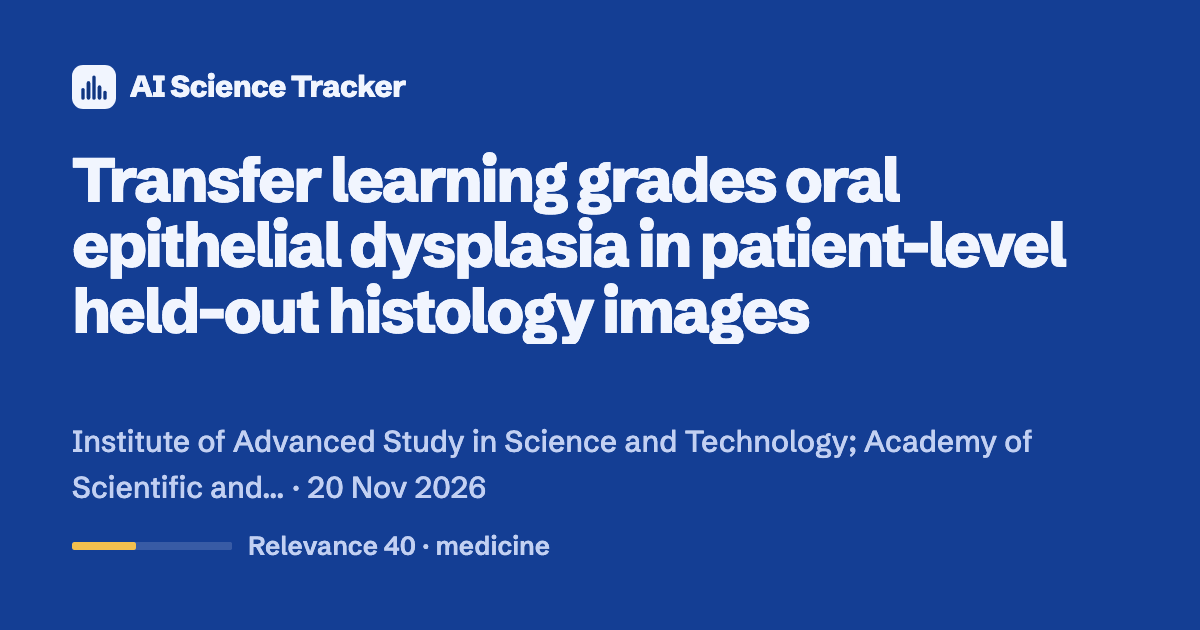 AI Science Tracker
Transfer learning grades oral
epithelial dysplasia in patient-level
held-out histology images
Institute of Advanced Study in Science and Technology; Academy of
Scientific and... · 20 Nov 2026
Relevance 40 · medicine